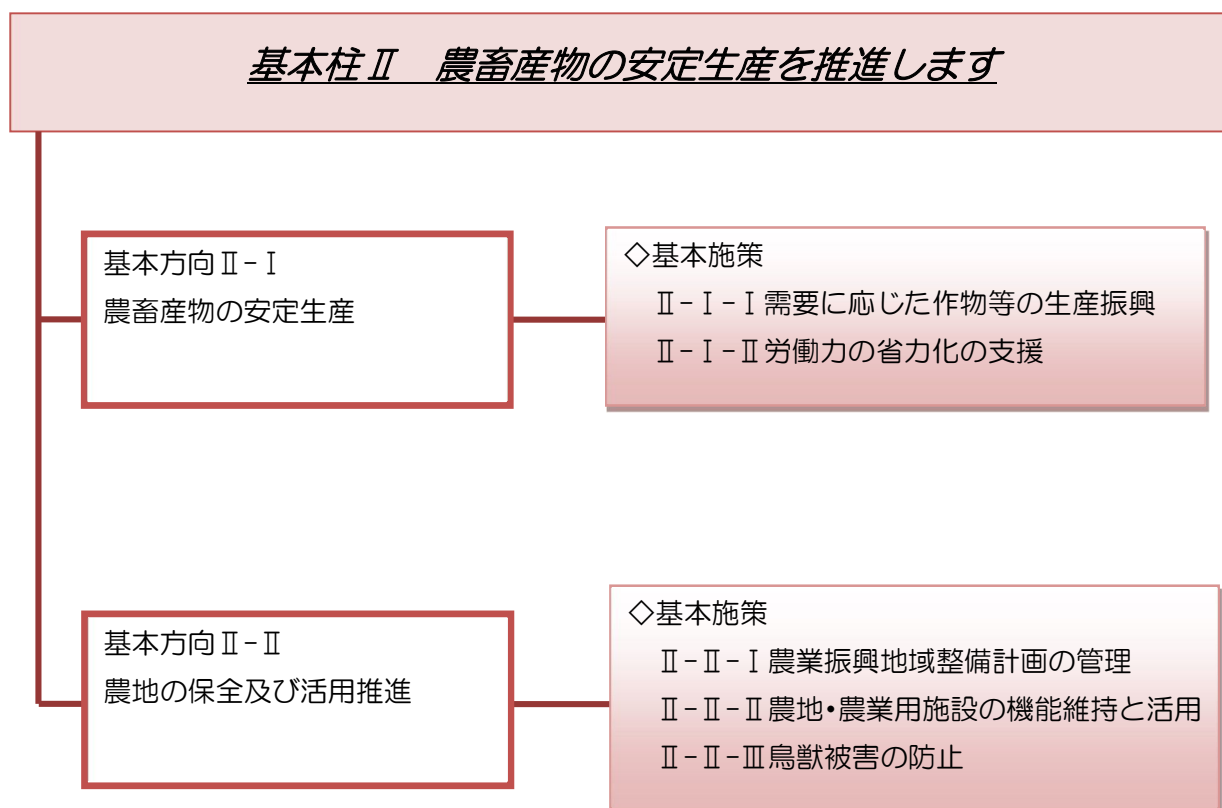 基本柱Ⅱ　農畜産物の安定生産を推進します
基本方向Ⅱ-Ⅰ
農畜産物の安定生産
◇基本施策
Ⅱ-Ⅰ-Ⅰ需要に応じた作物等の生産振興
Ⅱ-Ⅰ-Ⅱ労働力の省力化の支援
基本方向Ⅱ-Ⅱ
農地の保全及び活用推進
◇基本施策
Ⅱ-Ⅱ-Ⅰ農業振興地域整備計画の管理
Ⅱ-Ⅱ-Ⅱ農地・農業用施設の機能維持と活用
Ⅱ-Ⅱ-Ⅲ鳥獣被害の防止